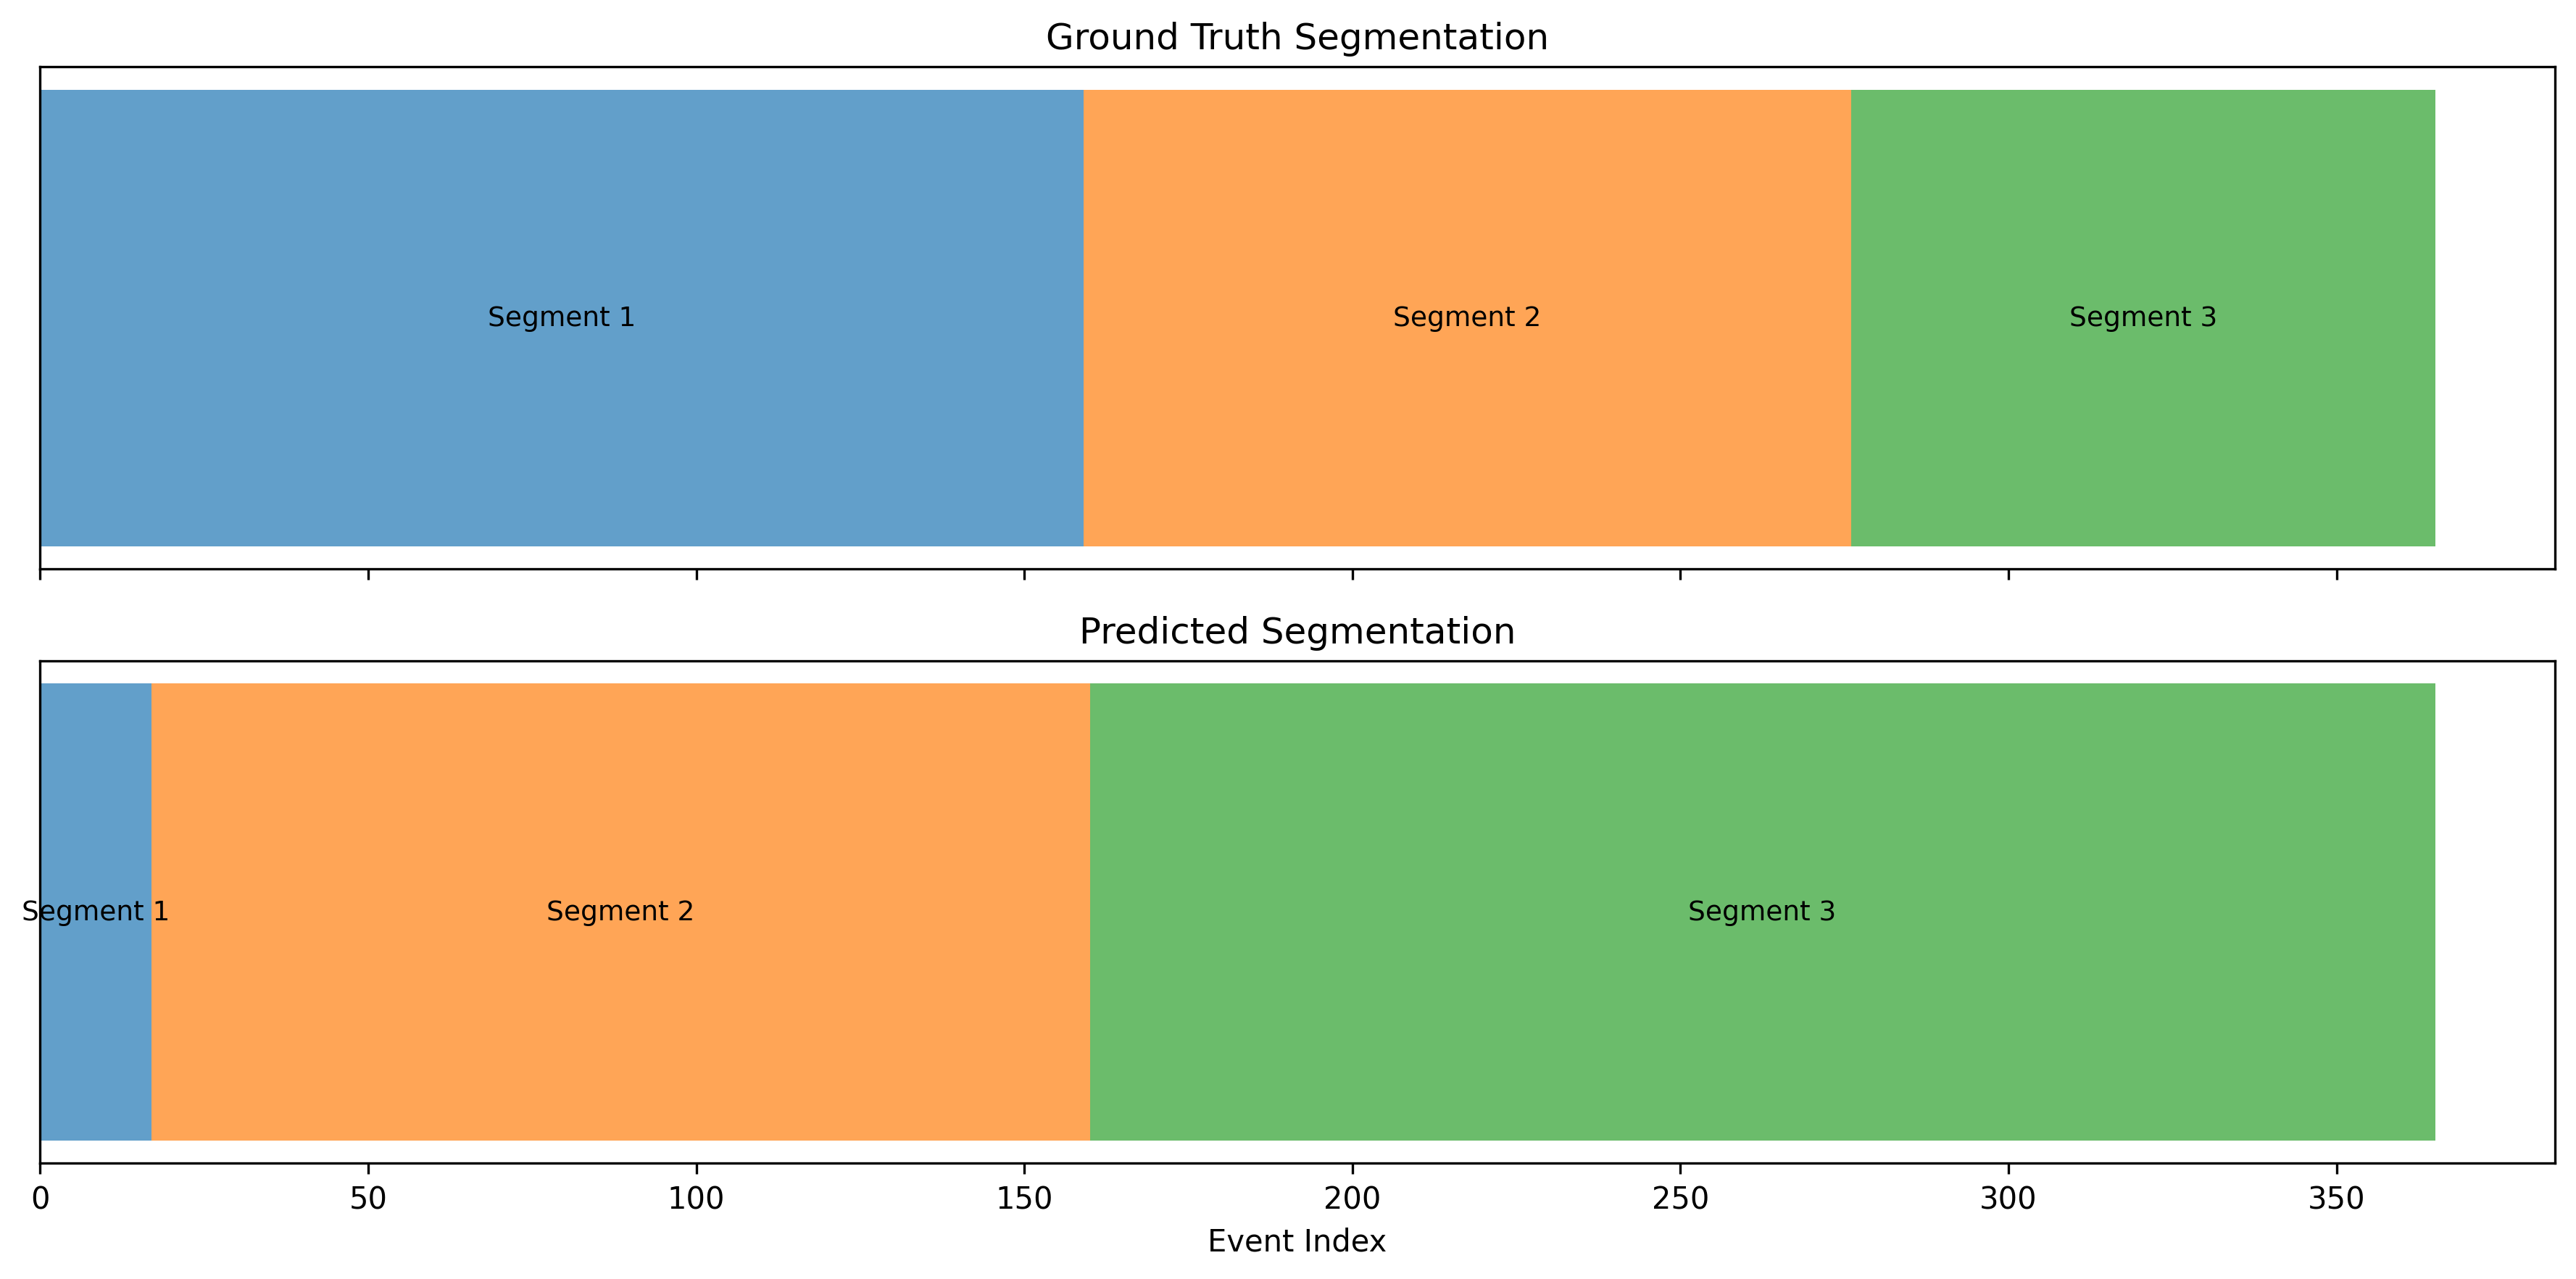 Ground Truth Segmentation
Segment 1 Segment 2 Segment 3
Predicted Segmentation
Segment 1 Segment 2 Segment 3
0 50 100 150 200 250 300 350
Event Index